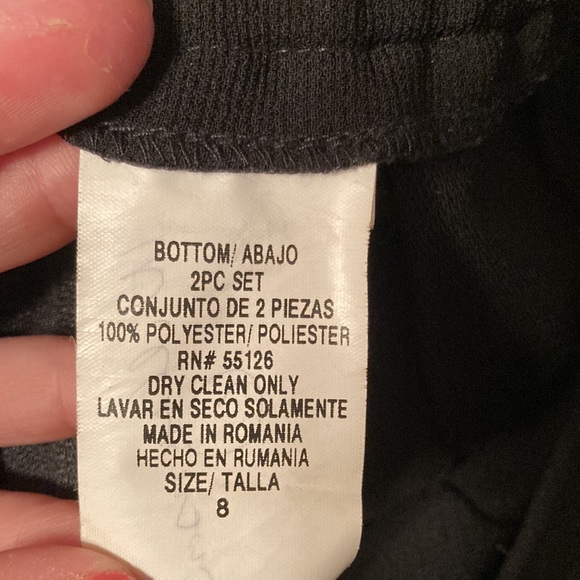 BOTTOM/ ABAJO
2PC SET
CONJUNTO DE 2 PIEZAS
100% POLYESTER/ POLIESTER
RN# 55126
DRY CLEAN ONLY
LAVAR EN SECO SOLAMENTE
MADE IN ROMANIA
HECHO EN RUMANIA
SIZE/ TALLA
8